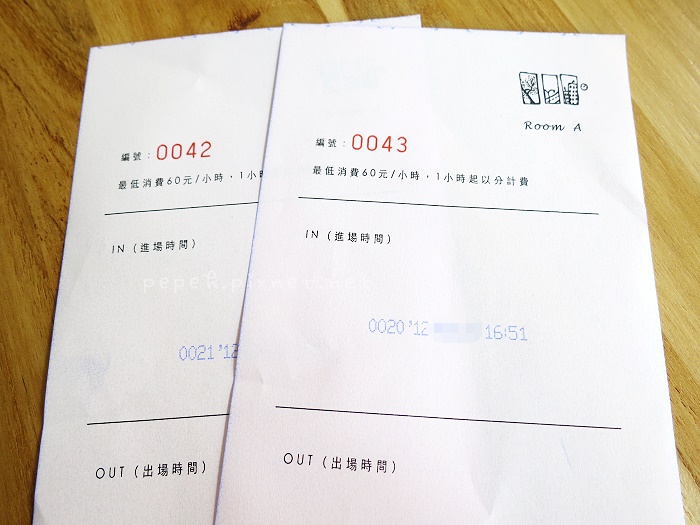 編號：0042
最低消費60元/小時，1小時
IN（進場時間）
0021 '12
OUT（出場時間）
Room A
編號：0043
最低消費60元/小時，1小時起以分計費
IN（進場時間）
pepek.pixnet.net
0020 '12 16:51
OUT（出場時間）